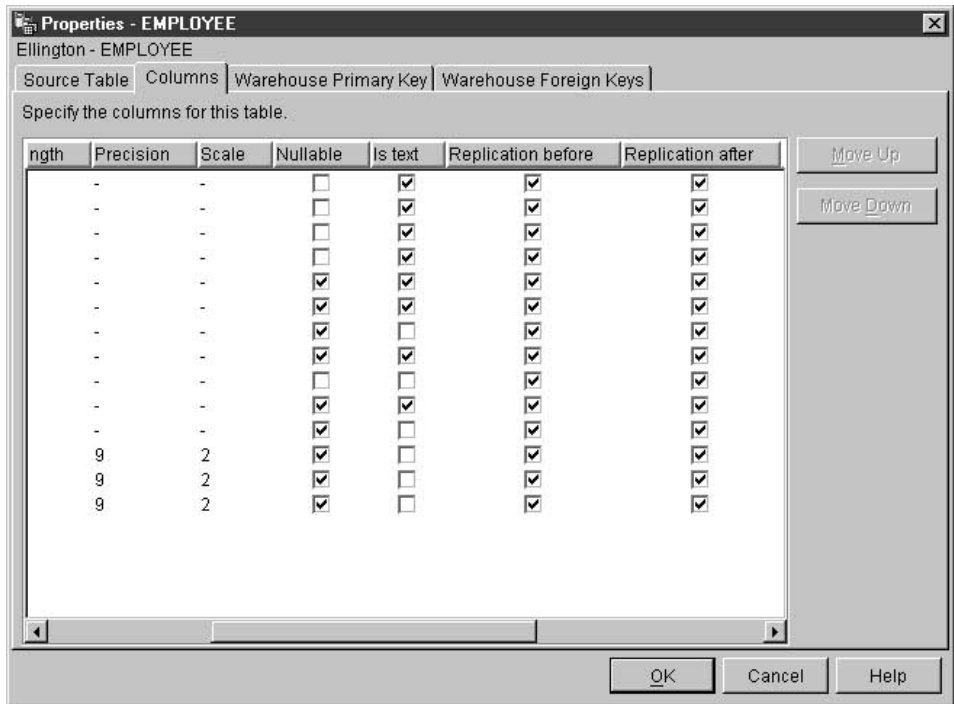 Properties - EMPLOYEE
Ellington - EMPLOYEE
Source Table Columns Warehouse Primary Key Warehouse Foreign Keys
Specify the columns for this table.
ngth Precision Scale Nullable Is text Replication before Replication after
- -
- -
- -
- -
- -
- -
- -
- -
- -
- -
- -
9 2
9 2
9 2
Move Up
Move Down
OK Cancel Help